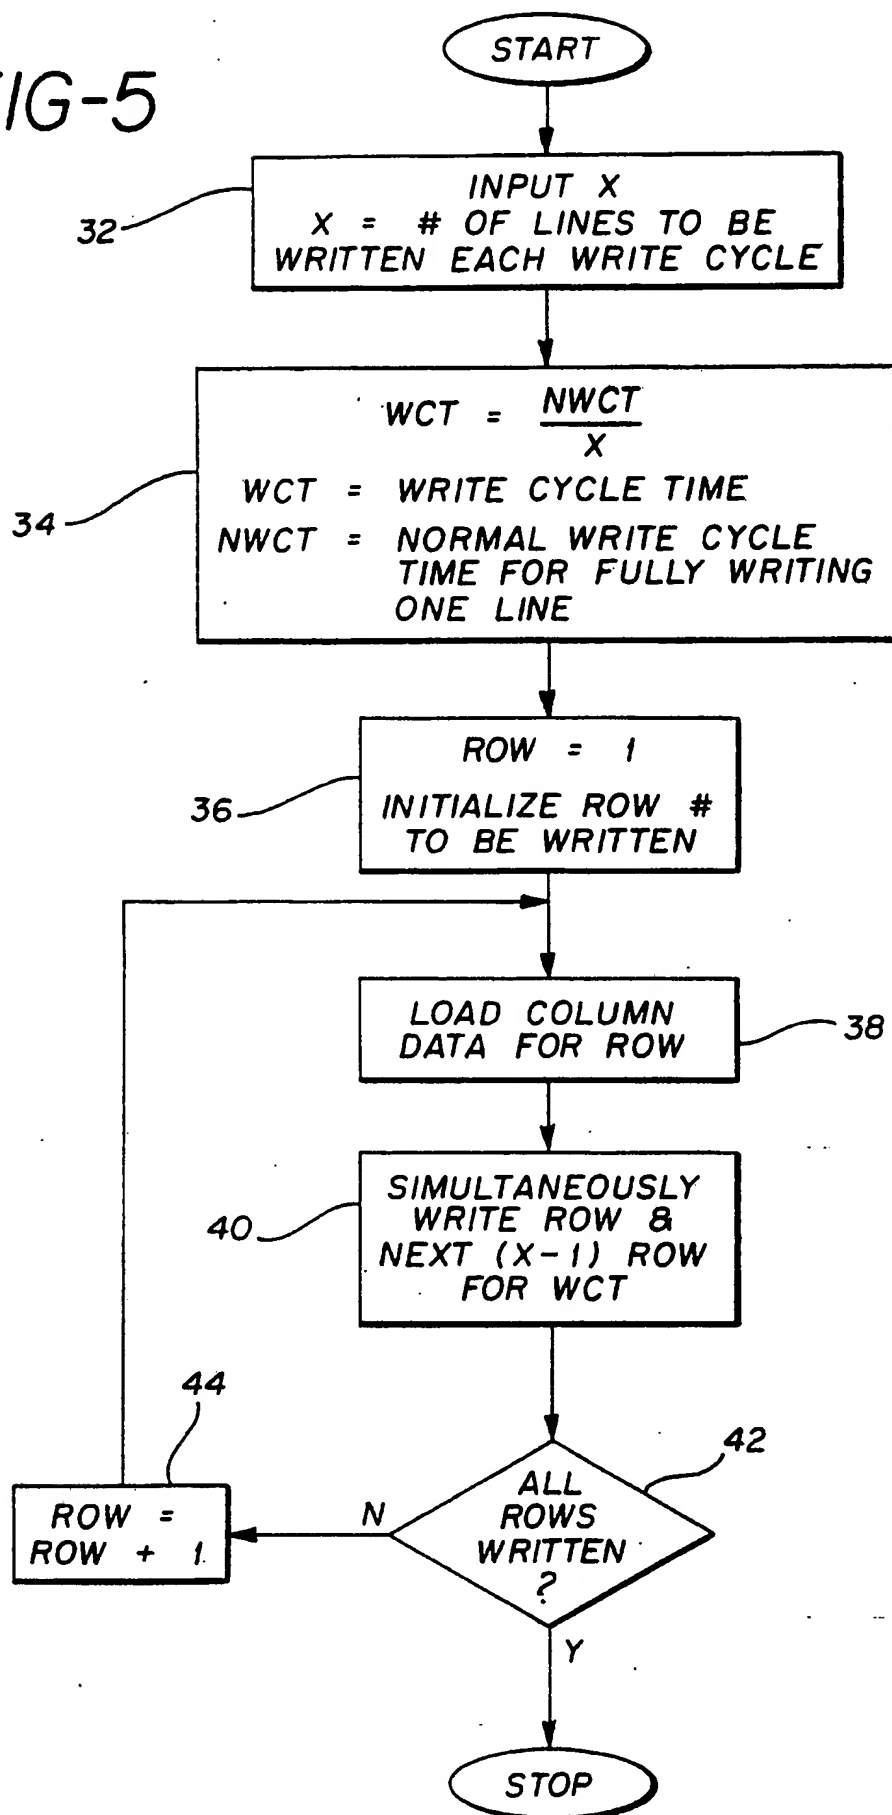 IG-5
START
32
INPUT X
X = # OF LINES TO BE
WRITTEN EACH WRITE CYCLE
34
WCT = NWCT
X
WCT = WRITE CYCLE TIME
NWCT = NORMAL WRITE CYCLE
TIME FOR FULLY WRITING
ONE LINE
36
ROW = 1
INITIALIZE ROW #
TO BE WRITTEN
LOAD COLUMN
DATA FOR ROW
38
40
SIMULTANEOUSLY
WRITE ROW &
NEXT (X-1) ROW
FOR WCT
44
ROW =
ROW + 1
N
42
ALL
ROWS
WRITTEN
?
Y
STOP